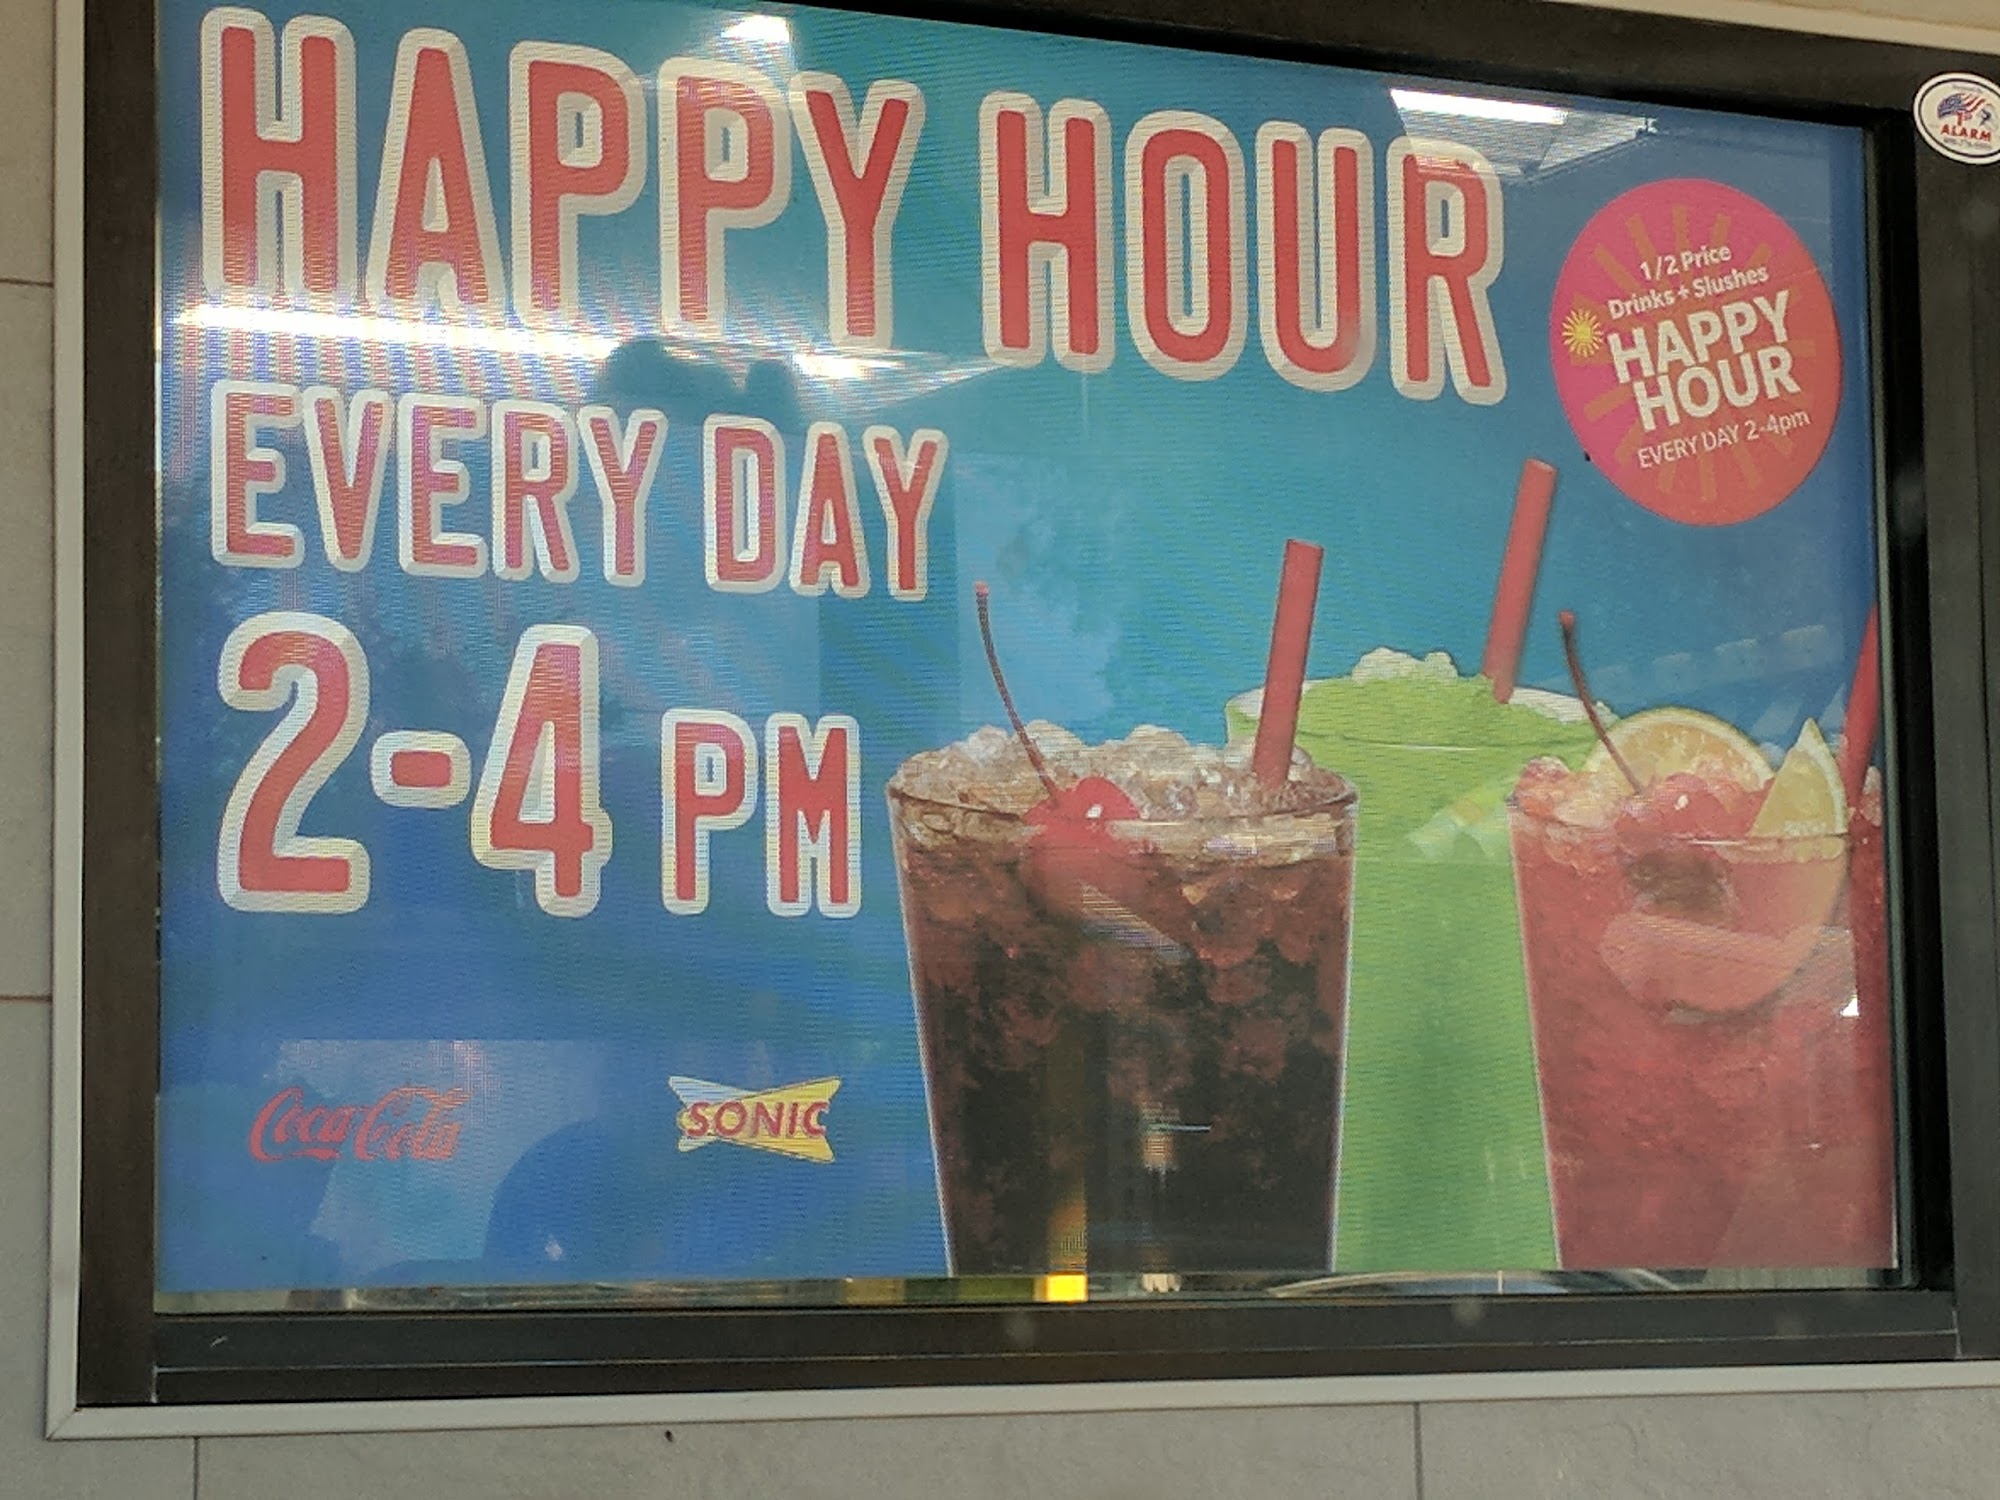 HAPPY HOUR
EVERY DAY
2-4 PM
Coca-Cola
SONIC
1/2 Price
Drinks + Slushes
HAPPY
HOUR
EVERY DAY 2-4pm
1st
ALARM